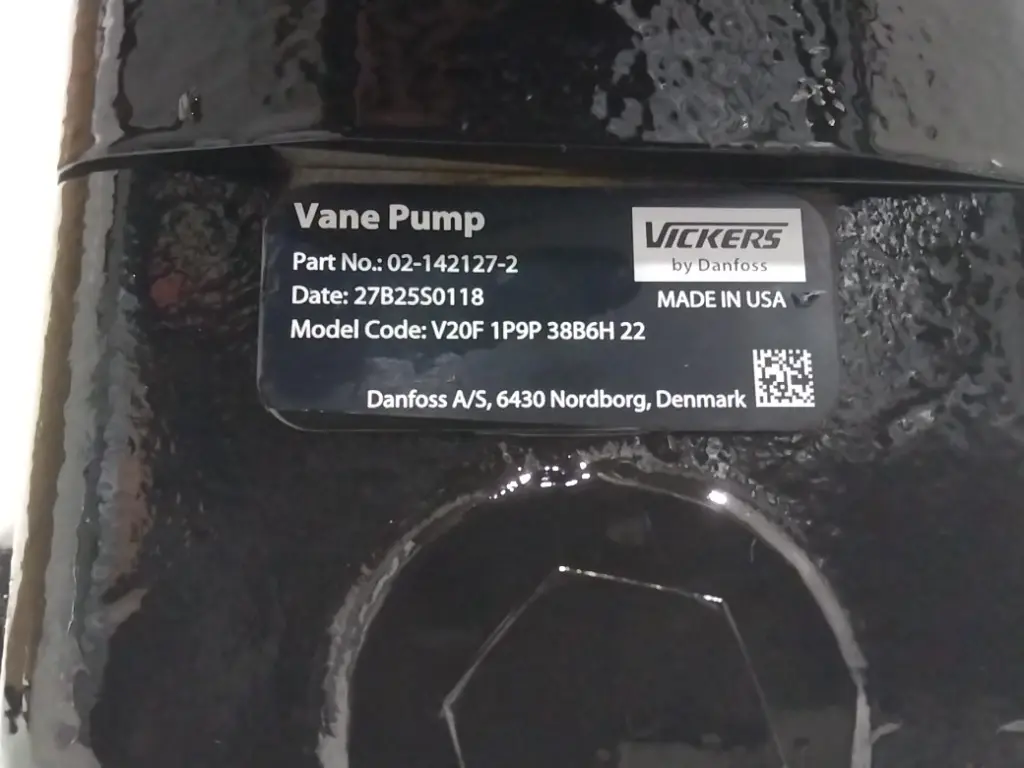 Vane Pump
VICKERS
by Danfoss
Part No.: 02-142127-2
Date: 27B25S0118
MADE IN USA
Model Code: V20F 1P9P 38B6H 22
Danfoss A/S, 6430 Nordborg, Denmark